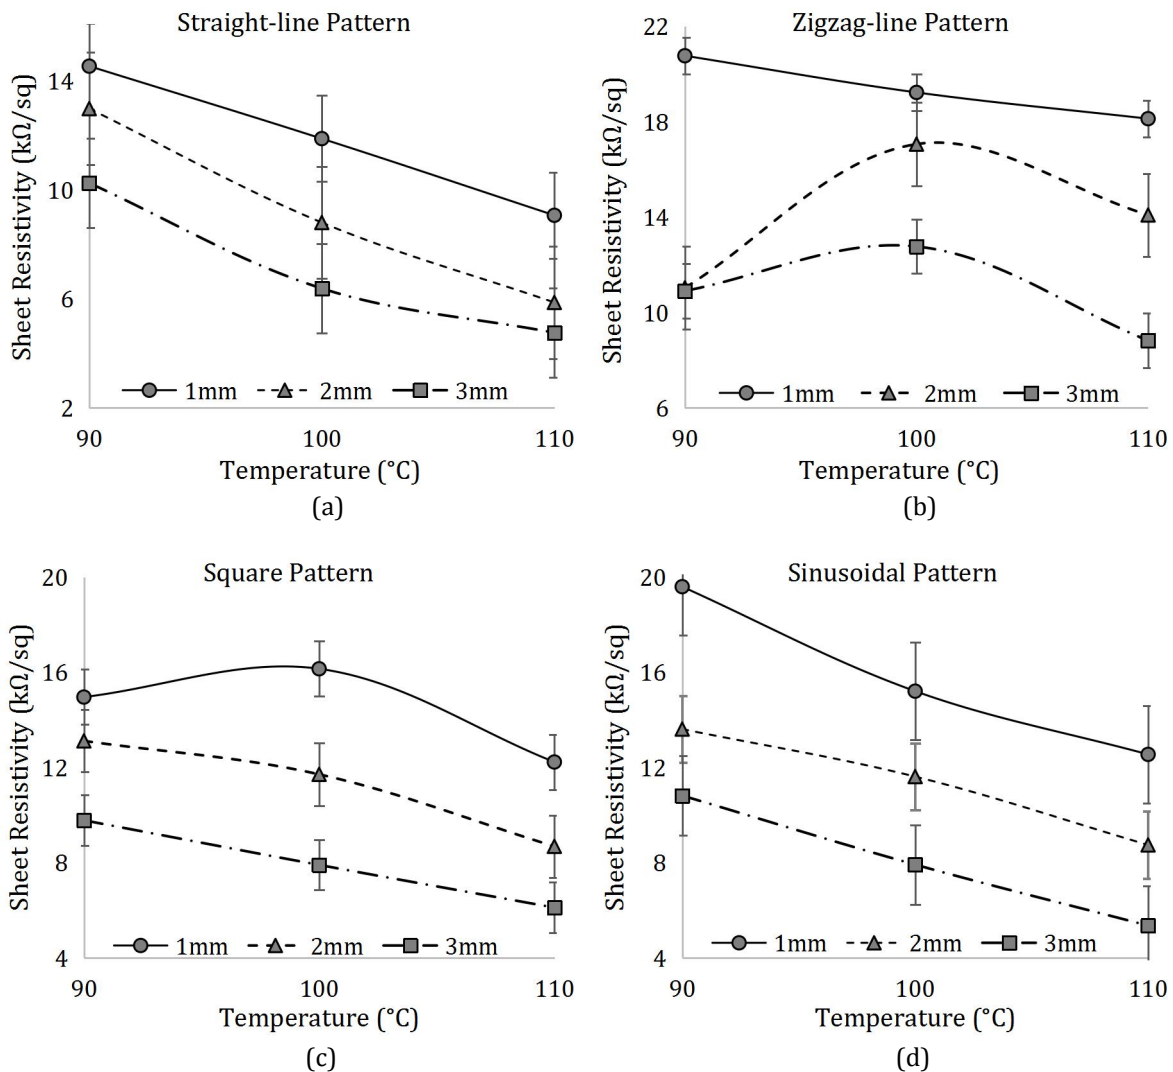 Straight-line Pattern
Sheet Resistivity (kΩ/sq)
14
10
6
2
1mm 2mm 3mm
90 100 110
Temperature (°C)
(a)
Zigzag-line Pattern
Sheet Resistivity (kΩ/sq)
22
18
14
10
6
1mm 2mm 3mm
90 100 110
Temperature (°C)
(b)
Square Pattern
Sheet Resistivity (kΩ/sq)
20
16
12
8
4
1mm 2mm 3mm
90 100 110
Temperature (°C)
(c)
Sinusoidal Pattern
Sheet Resistivity (kΩ/sq)
20
16
12
8
4
1mm 2mm 3mm
90 100 110
Temperature (°C)
(d)